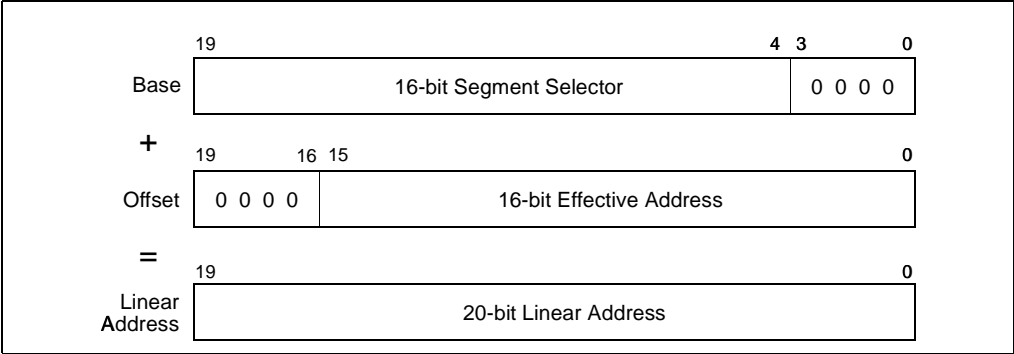 19 4 3 0
Base 16-bit Segment Selector 0 0 0 0
+
19 16 15 0
Offset 0 0 0 0 16-bit Effective Address
=
19 0
Linear
Address 20-bit Linear Address